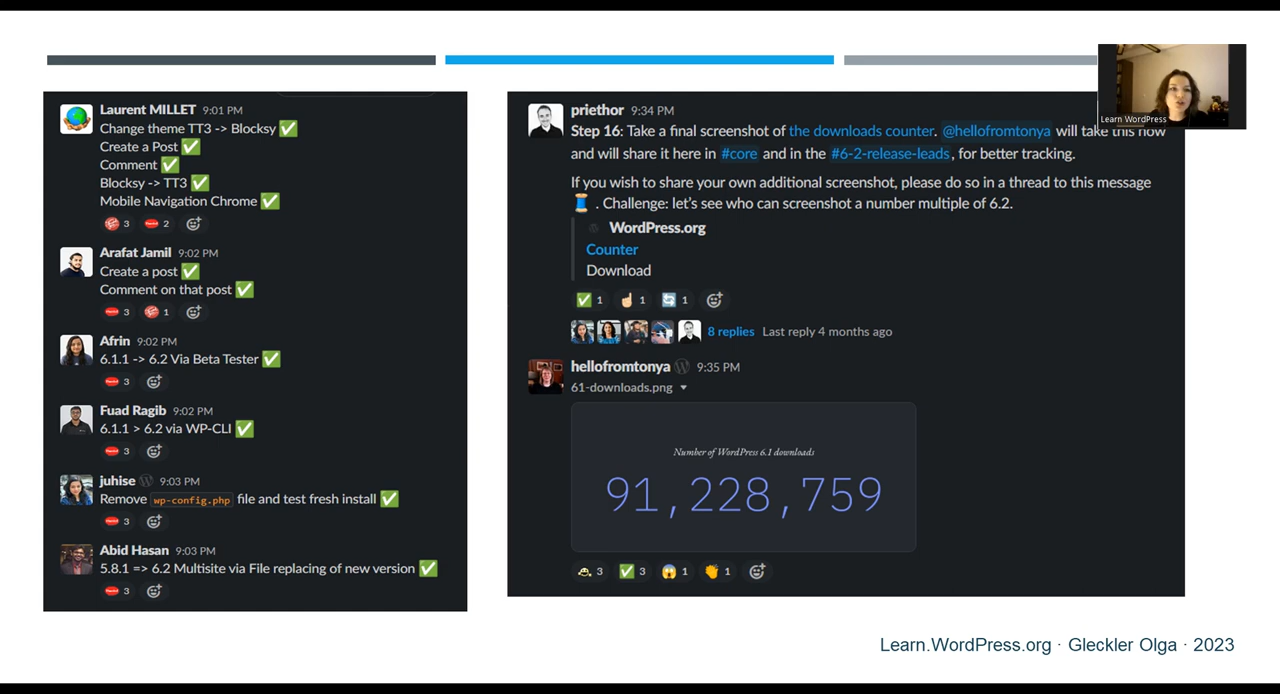 Laurent MILLET 9:01 PM
Change theme TT3 -> Blocksy ✅
Create a Post ✅
Comment ✅
Blocksy -> TT3 ✅
Mobile Navigation Chrome ✅
3 2
Arafat Jamil 9:02 PM
Create a post ✅
Comment on that post ✅
3 1
Afrin 9:02 PM
6.1.1 -> 6.2 Via Beta Tester ✅
3
Fuad Ragib 9:02 PM
6.1.1 > 6.2 via WP-CLI ✅
3
juhise 9:03 PM
Remove wp-config.php file and test fresh install ✅
3
Abid Hasan 9:03 PM
5.8.1 => 6.2 Multisite via File replacing of new version ✅
3
priethor 9:34 PM
Step 16: Take a final screenshot of the downloads counter. @hellofromtonya will take this now
and will share it here in #core and in the #6-2-release-leads, for better tracking.
If you wish to share your own additional screenshot, please do so in a thread to this message
🧵 . Challenge: let's see who can screenshot a number multiple of 6.2.
WordPress.org
Counter
Download
✅ 1 ☝🏻 1 🔄 1
8 replies Last reply 4 months ago
hellofromtonya 9:35 PM
61-downloads.png
Number of WordPress 6.1 downloads
91,228,759
3 ✅ 3 😱 1 👏 1
Learn WordPress
Learn.WordPress.org · Gleckler Olga · 2023